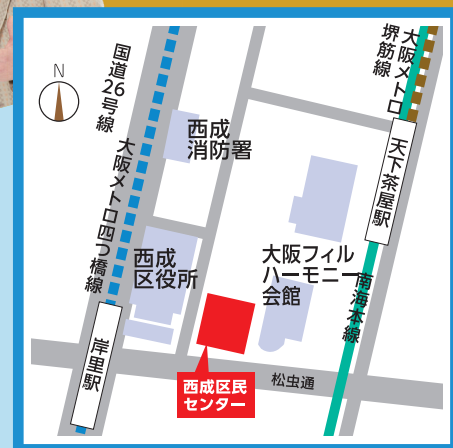 N
国道26号線
大阪メトロ四つ橋線
西成
消防署
大阪メトロ
堺筋線
天下茶屋駅
西成
区役所
大阪フィル
ハーモニー
会館
南海本線
岸里駅
西成区民
センター
松虫通